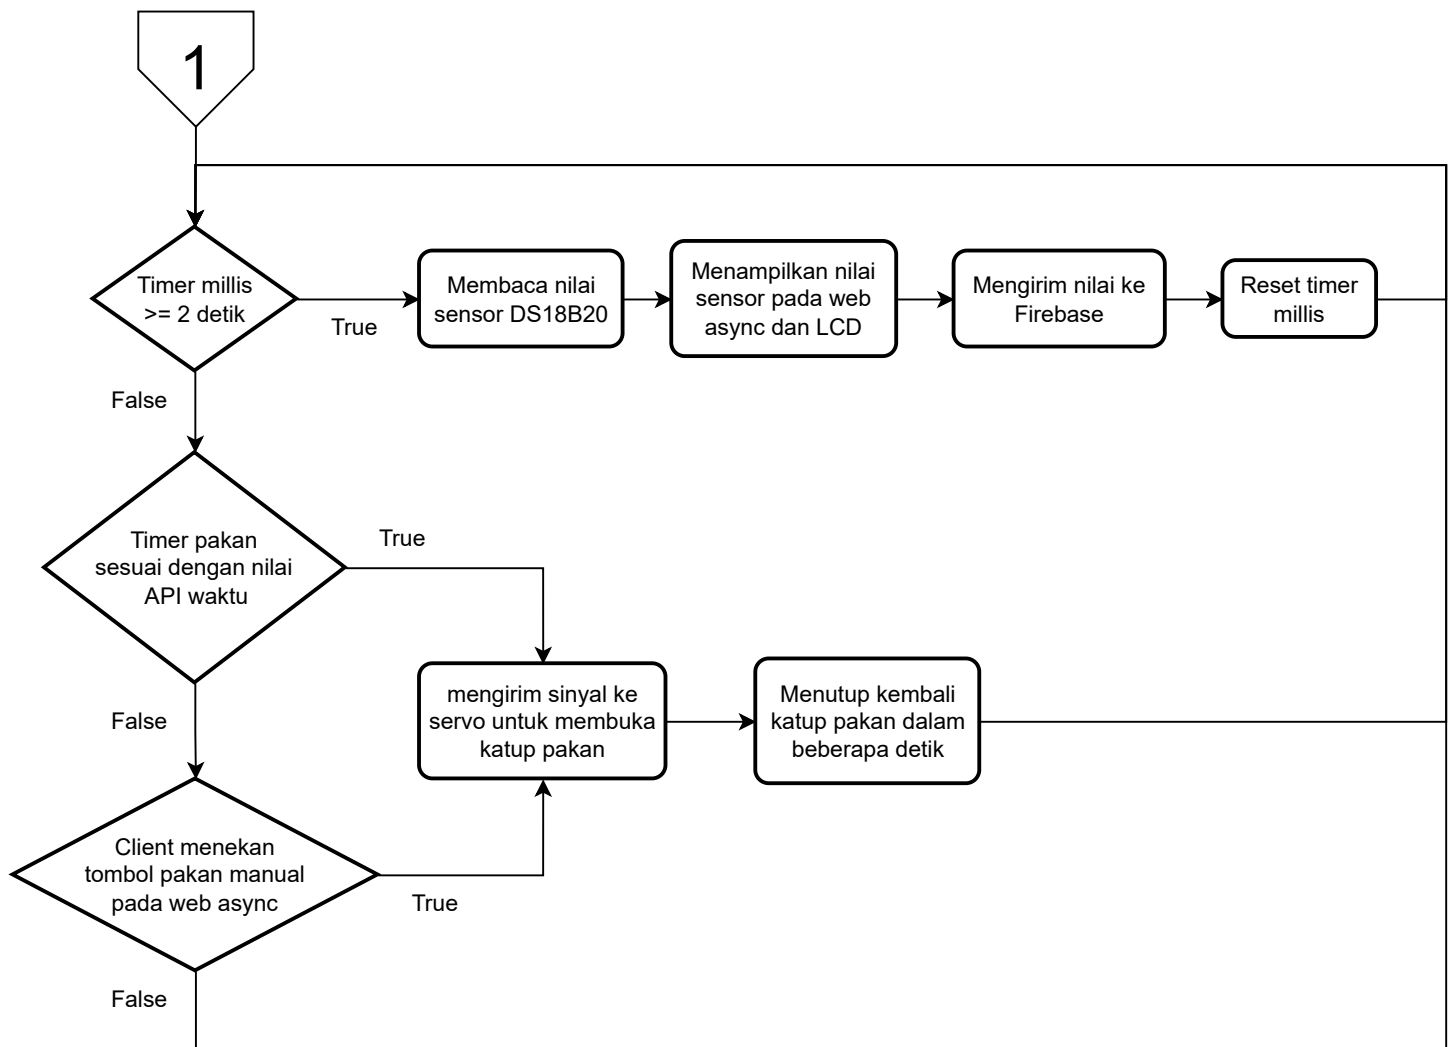 1
Timer millis
>= 2 detik
True
Membaca nilai
sensor DS18B20
Menampilkan nilai
sensor pada web
async dan LCD
Mengirim nilai ke
Firebase
Reset timer
millis
False
Timer pakan
sesuai dengan nilai
API waktu
True
mengirim sinyal ke
servo untuk membuka
katup pakan
Menutup kembali
katup pakan dalam
beberapa detik
False
Client menekan
tombol pakan manual
pada web async
True
False